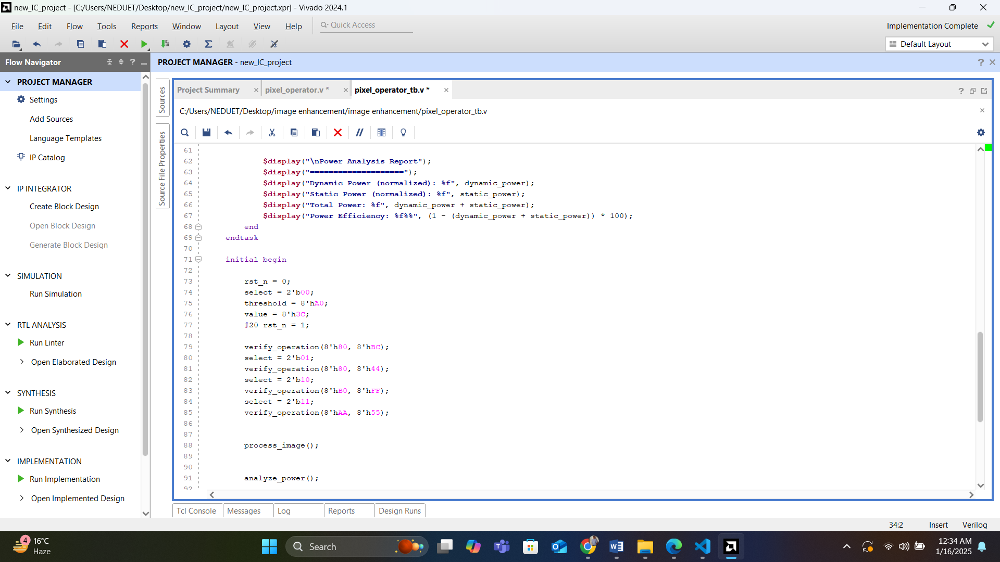 new_IC_project - [C:/Users/NEDUET/Desktop/new_IC_project/new_IC_project.xpr] - Vivado 2024.1
File Edit Flow Tools Reports Window Layout View Help Quick Access
Implementation Complete
Default Layout
Flow Navigator
PROJECT MANAGER - new_IC_project
PROJECT MANAGER
Settings
Add Sources
Language Templates
IP Catalog
IP INTEGRATOR
Create Block Design
Open Block Design
Generate Block Design
SIMULATION
Run Simulation
RTL ANALYSIS
Run Linter
Open Elaborated Design
SYNTHESIS
Run Synthesis
Open Synthesized Design
IMPLEMENTATION
Run Implementation
Open Implemented Design
Sources
Source File Properties
Project Summary pixel_operator.v * pixel_operator_tb.v *
C:/Users/NEDUET/Desktop/image enhancement/image enhancement/pixel_operator_tb.v
61
62 $display("\nPower Analysis Report");
63 $display("====================");
64 $display("Dynamic Power (normalized): %f", dynamic_power);
65 $display("Static Power (normalized): %f", static_power);
66 $display("Total Power: %f", dynamic_power + static_power);
67 $display("Power Efficiency: %f%%", (1 - (dynamic_power + static_power)) * 100);
68 end
69 endtask
70
71 initial begin
72
73 rst_n = 0;
74 select = 2'b00;
75 threshold = 8'hA0;
76 value = 8'h3C;
77 #20 rst_n = 1;
78
79 verify_operation(8'h80, 8'hBC);
80 select = 2'b01;
81 verify_operation(8'h80, 8'h44);
82 select = 2'b10;
83 verify_operation(8'hB0, 8'hFF);
84 select = 2'b11;
85 verify_operation(8'hAA, 8'h55);
86
87
88 process_image();
89
90
91 analyze_power();
92
Tcl Console Messages Log Reports Design Runs
34:2 Insert Verilog
4
16°C
Haze
Search
12:34 AM
1/16/2025